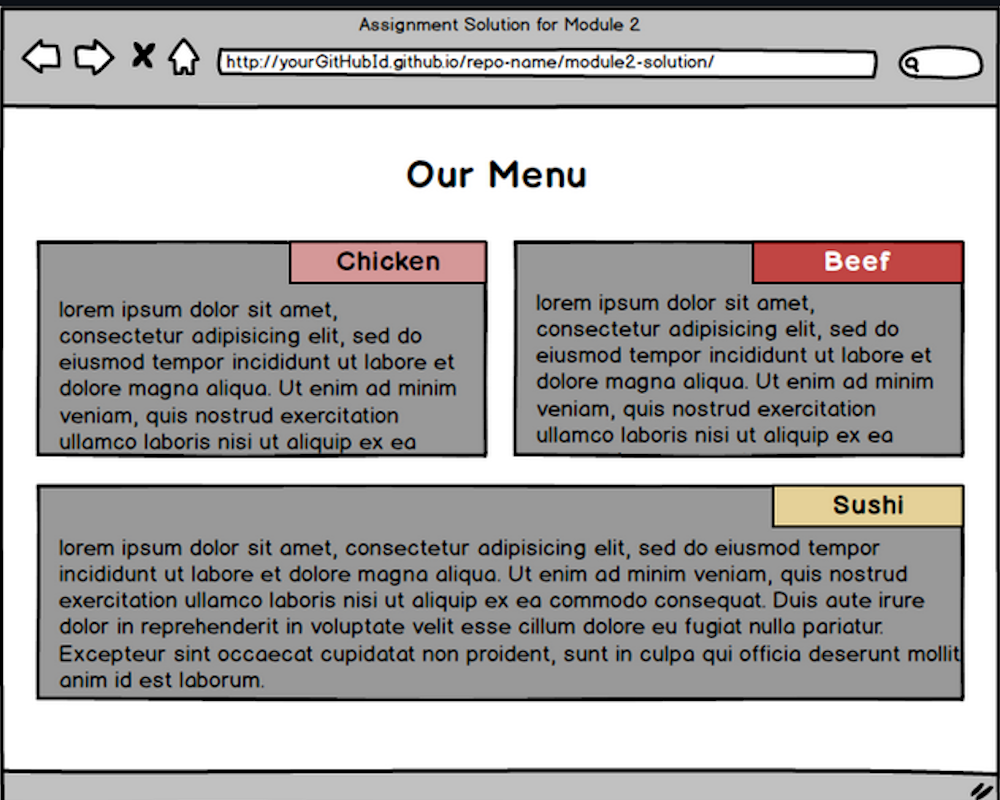 Assignment Solution for Module 2
http://yourGitHubId.github.io/repo-name/module2-solution/
Our Menu
Chicken
lorem ipsum dolor sit amet,
consectetur adipisicing elit, sed do
eiusmod tempor incididunt ut labore et
dolore magna aliqua. Ut enim ad minim
veniam, quis nostrud exercitation
ullamco laboris nisi ut aliquip ex ea
Beef
lorem ipsum dolor sit amet,
consectetur adipisicing elit, sed do
eiusmod tempor incididunt ut labore et
dolore magna aliqua. Ut enim ad minim
veniam, quis nostrud exercitation
ullamco laboris nisi ut aliquip ex ea
Sushi
lorem ipsum dolor sit amet, consectetur adipisicing elit, sed do eiusmod tempor
incididunt ut labore et dolore magna aliqua. Ut enim ad minim veniam, quis nostrud
exercitation ullamco laboris nisi ut aliquip ex ea commodo consequat. Duis aute irure
dolor in reprehenderit in voluptate velit esse cillum dolore eu fugiat nulla pariatur.
Excepteur sint occaecat cupidatat non proident, sunt in culpa qui officia deserunt mollit
anim id est laborum.